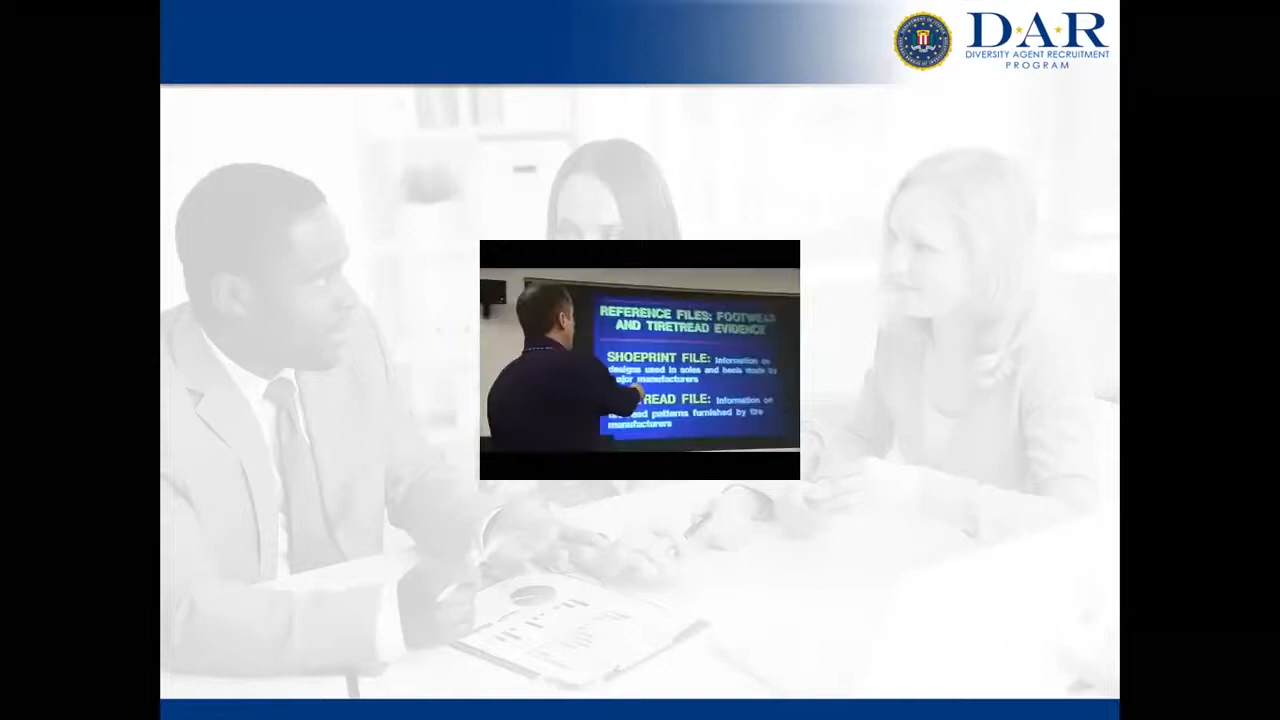 D★A★R
DIVERSITY AGENT RECRUITMENT
PROGRAM
REFERENCE FILES: FOOTWEAR
AND TIRETREAD EVIDENCE
SHOEPRINT FILE: Information on
designs used in soles and heels made by
major manufacturers
READ FILE: Information on
patterns furnished by tire
manufacturers